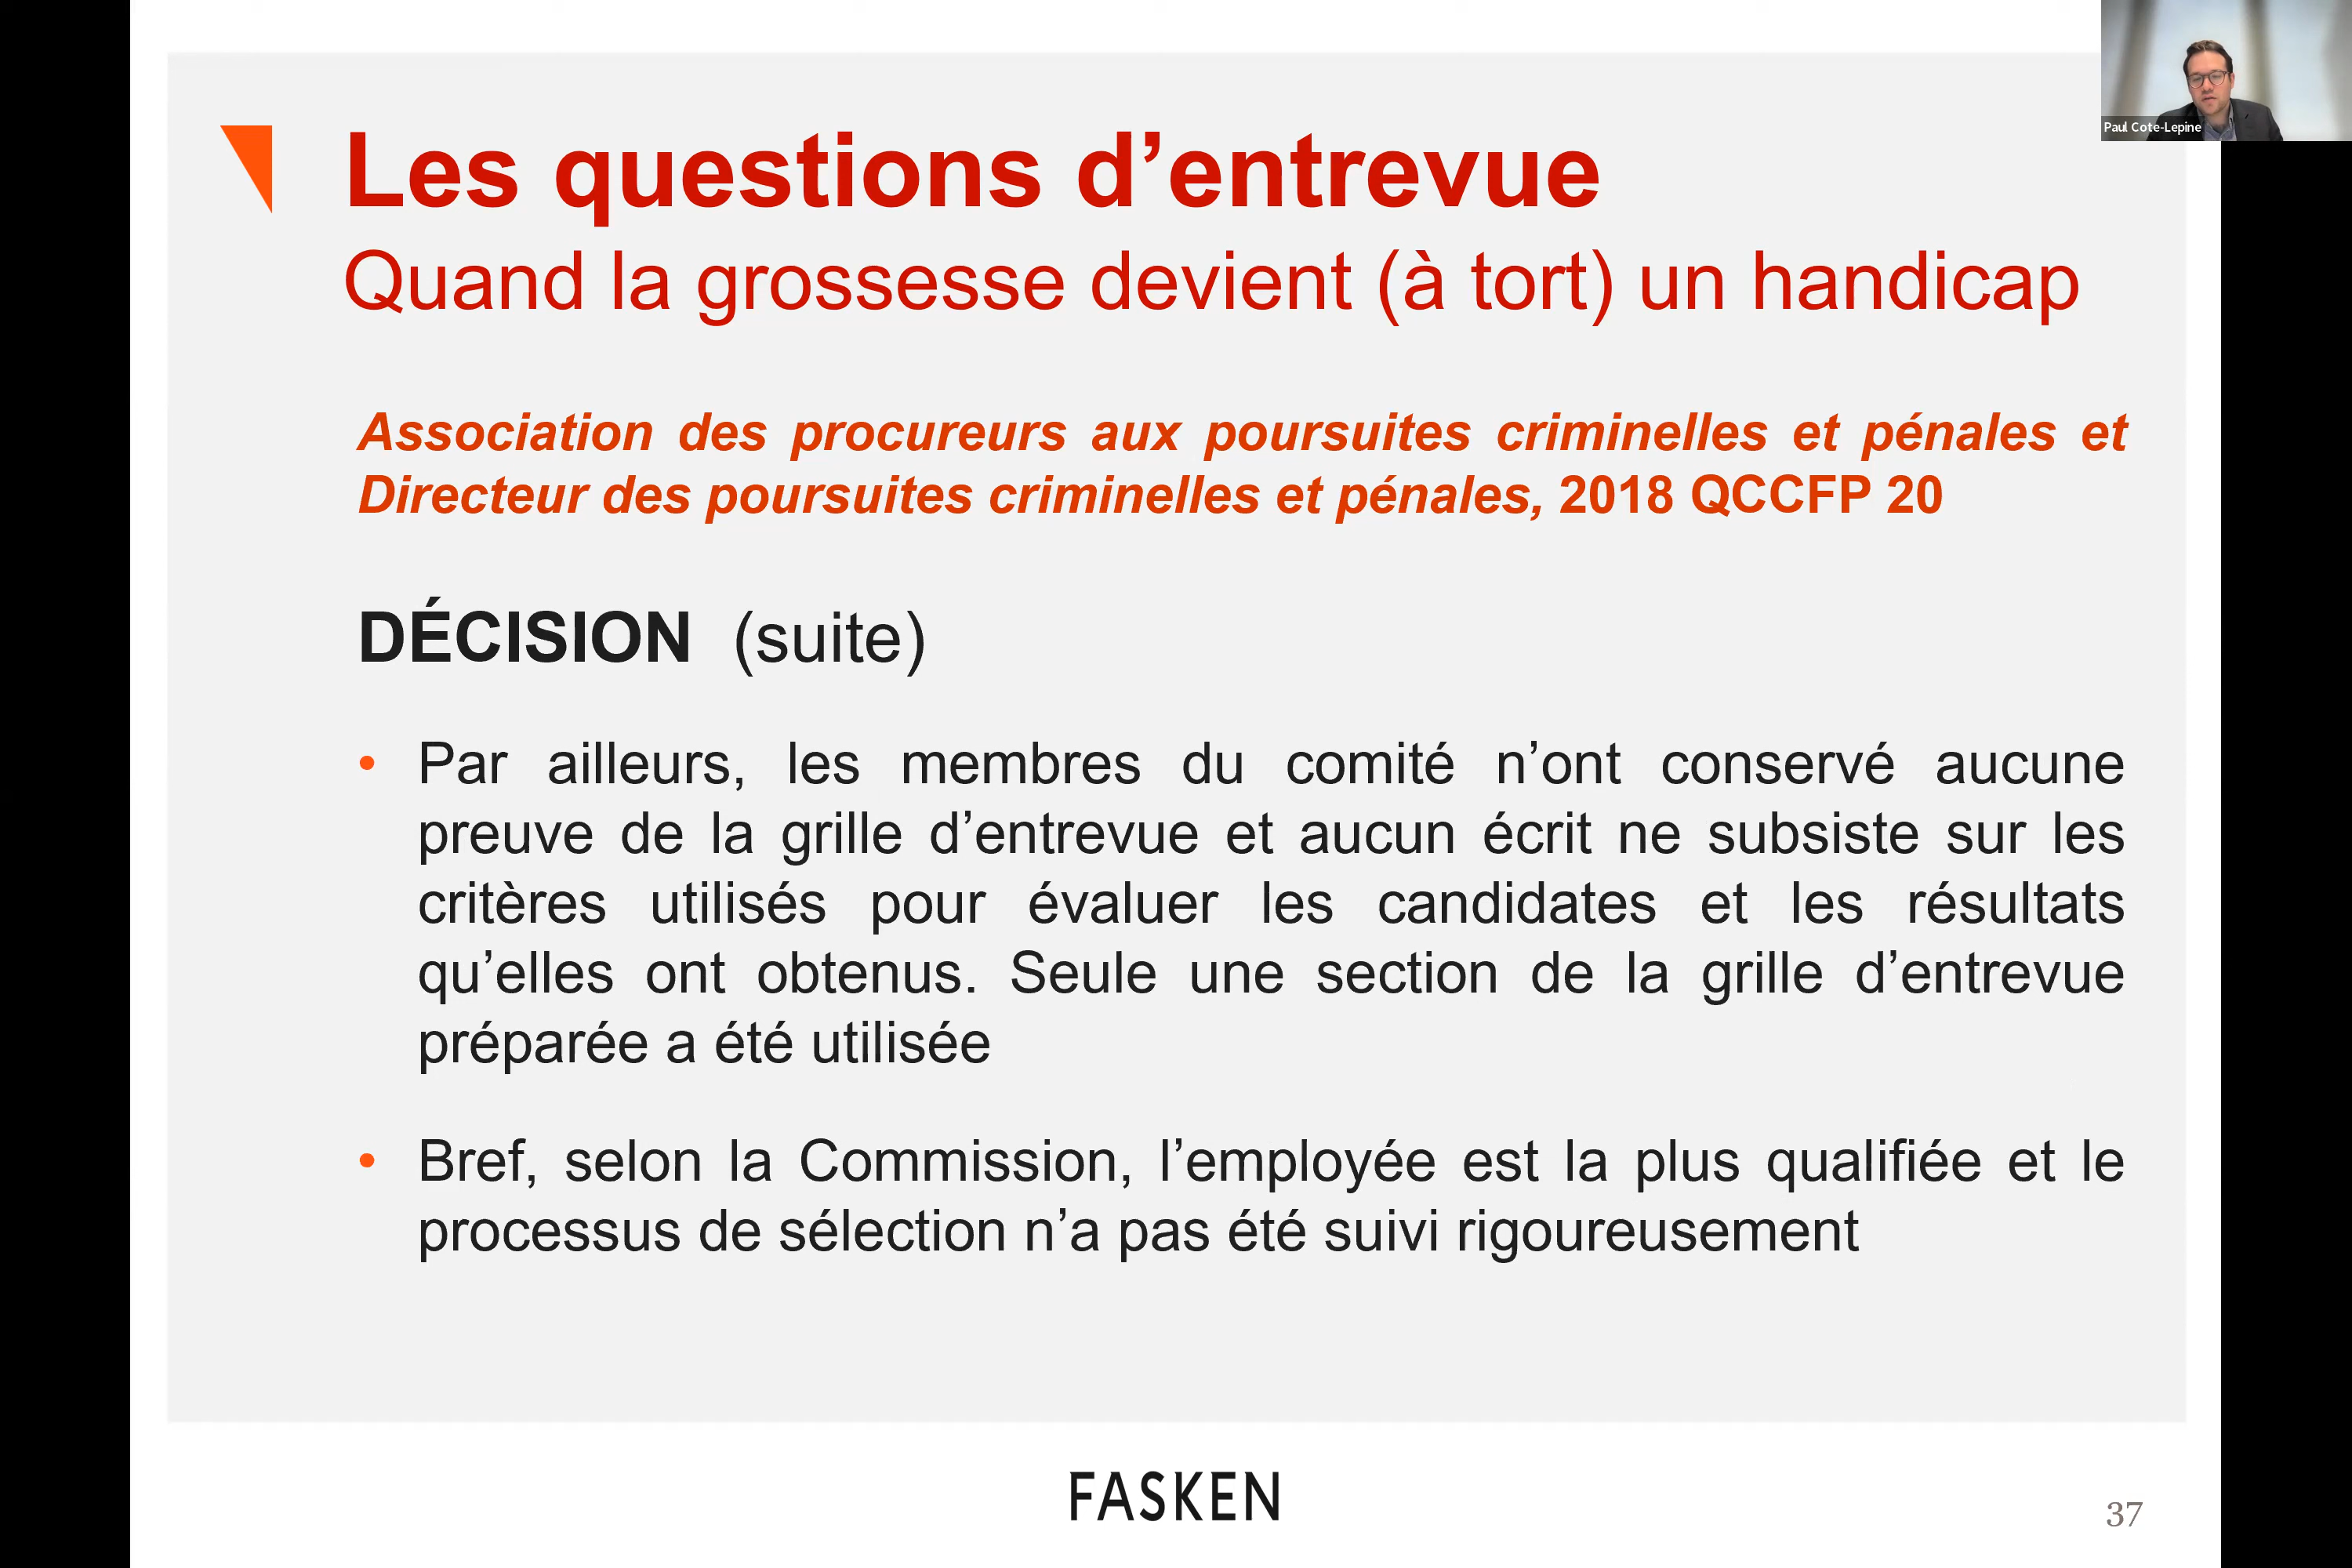 Paul Cote-Lepine
Les questions d’entrevue
Quand la grossesse devient (à tort) un handicap
Association des procureurs aux poursuites criminelles et pénales et
Directeur des poursuites criminelles et pénales, 2018 QCCFP 20
DÉCISION (suite)
• Par ailleurs, les membres du comité n’ont conservé aucune
preuve de la grille d’entrevue et aucun écrit ne subsiste sur les
critères utilisés pour évaluer les candidates et les résultats
qu’elles ont obtenus. Seule une section de la grille d’entrevue
préparée a été utilisée
• Bref, selon la Commission, l’employée est la plus qualifiée et le
processus de sélection n’a pas été suivi rigoureusement
FASKEN
37